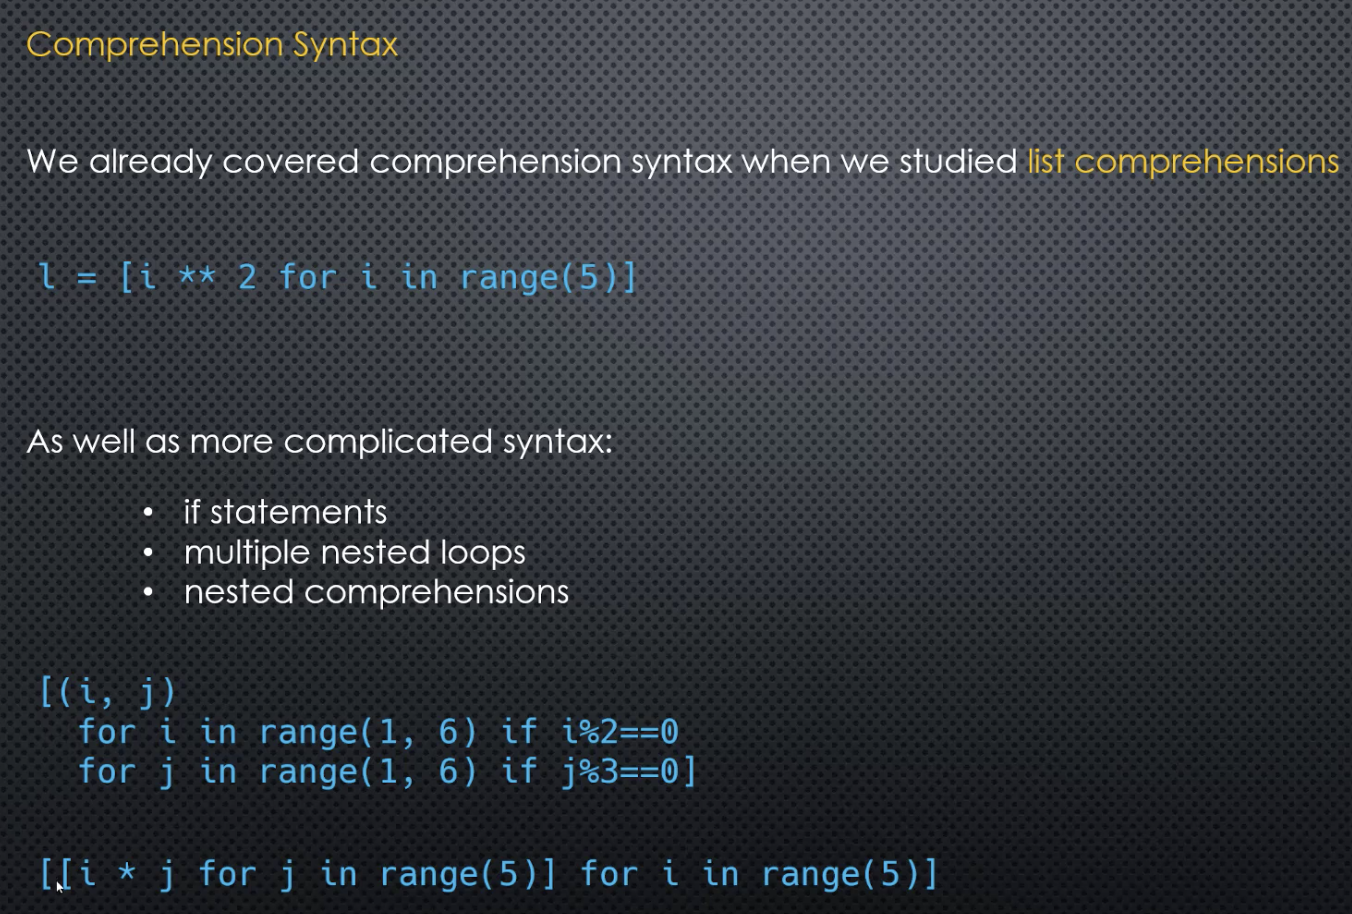 Comprehension Syntax
We already covered comprehension syntax when we studied list comprehensions
l = [i ** 2 for i in range(5)]
As well as more complicated syntax:
• if statements
• multiple nested loops
• nested comprehensions
[(i, j)
for i in range(1, 6) if i%2==0
for j in range(1, 6) if j%3==0]
[[i * j for j in range(5)] for i in range(5)]